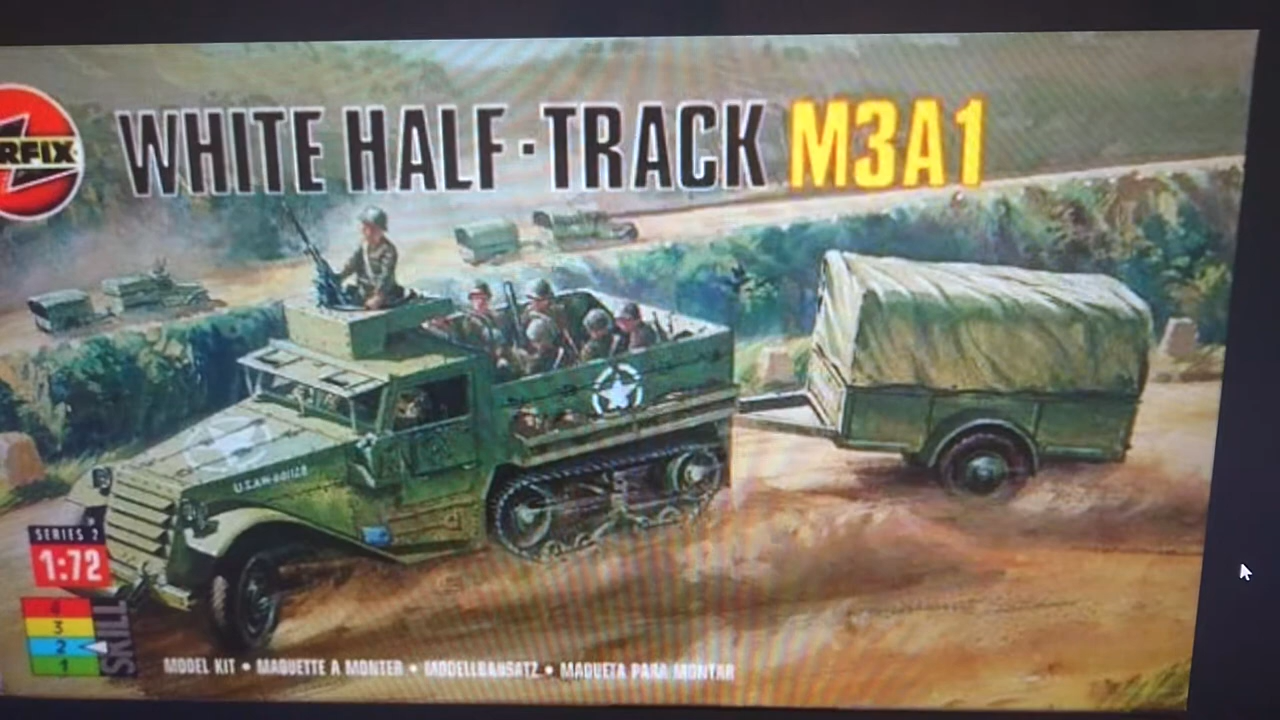 RFIX
WHITE HALF-TRACK M3A1
U.S.A.W-
SERIES 2
1:72
4
3
2
1
SKILL
MODEL KIT • MAQUETTE A MONTER • MODELLBAUSATZ • MAQUETA PARA MONTAR